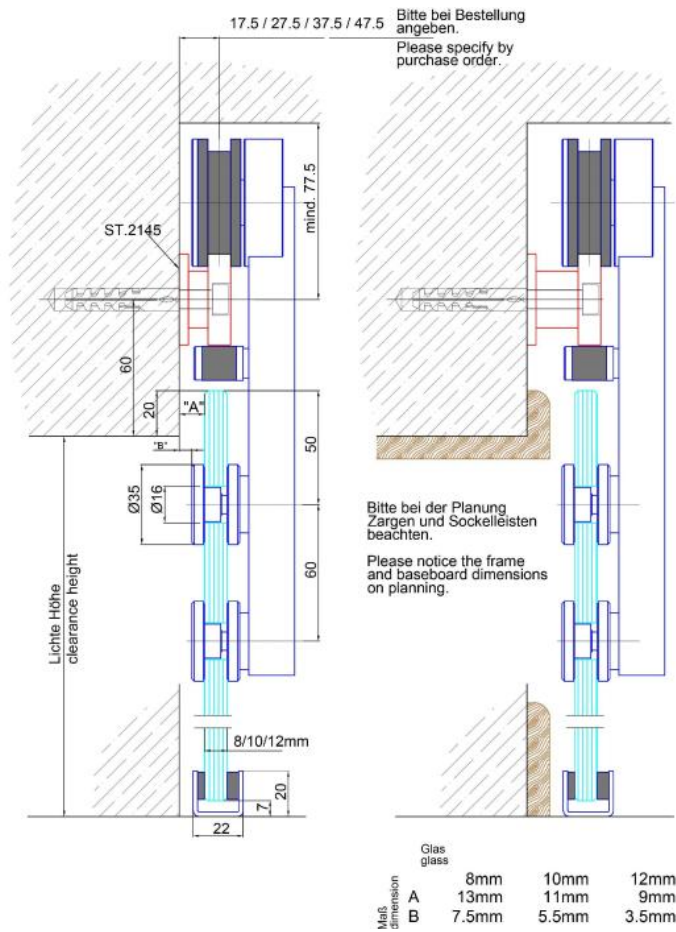 17.5 / 27.5 / 37.5 / 47.5
Bitte bei Bestellung
angeben.
Please specify by
purchase order.
mind. 77.5
ST.2145
60
20
"A"
"B"
50
Ø35
Ø16
60
Bitte bei der Planung
Zargen und Sockelleisten
beachten.
Please notice the frame
and baseboard dimensions
on planning.
Lichte Höhe
clearance height
8/10/12mm
20
7
22
Glas
glass
Maß
dimension
8mm 10mm 12mm
A 13mm 11mm 9mm
B 7.5mm 5.5mm 3.5mm